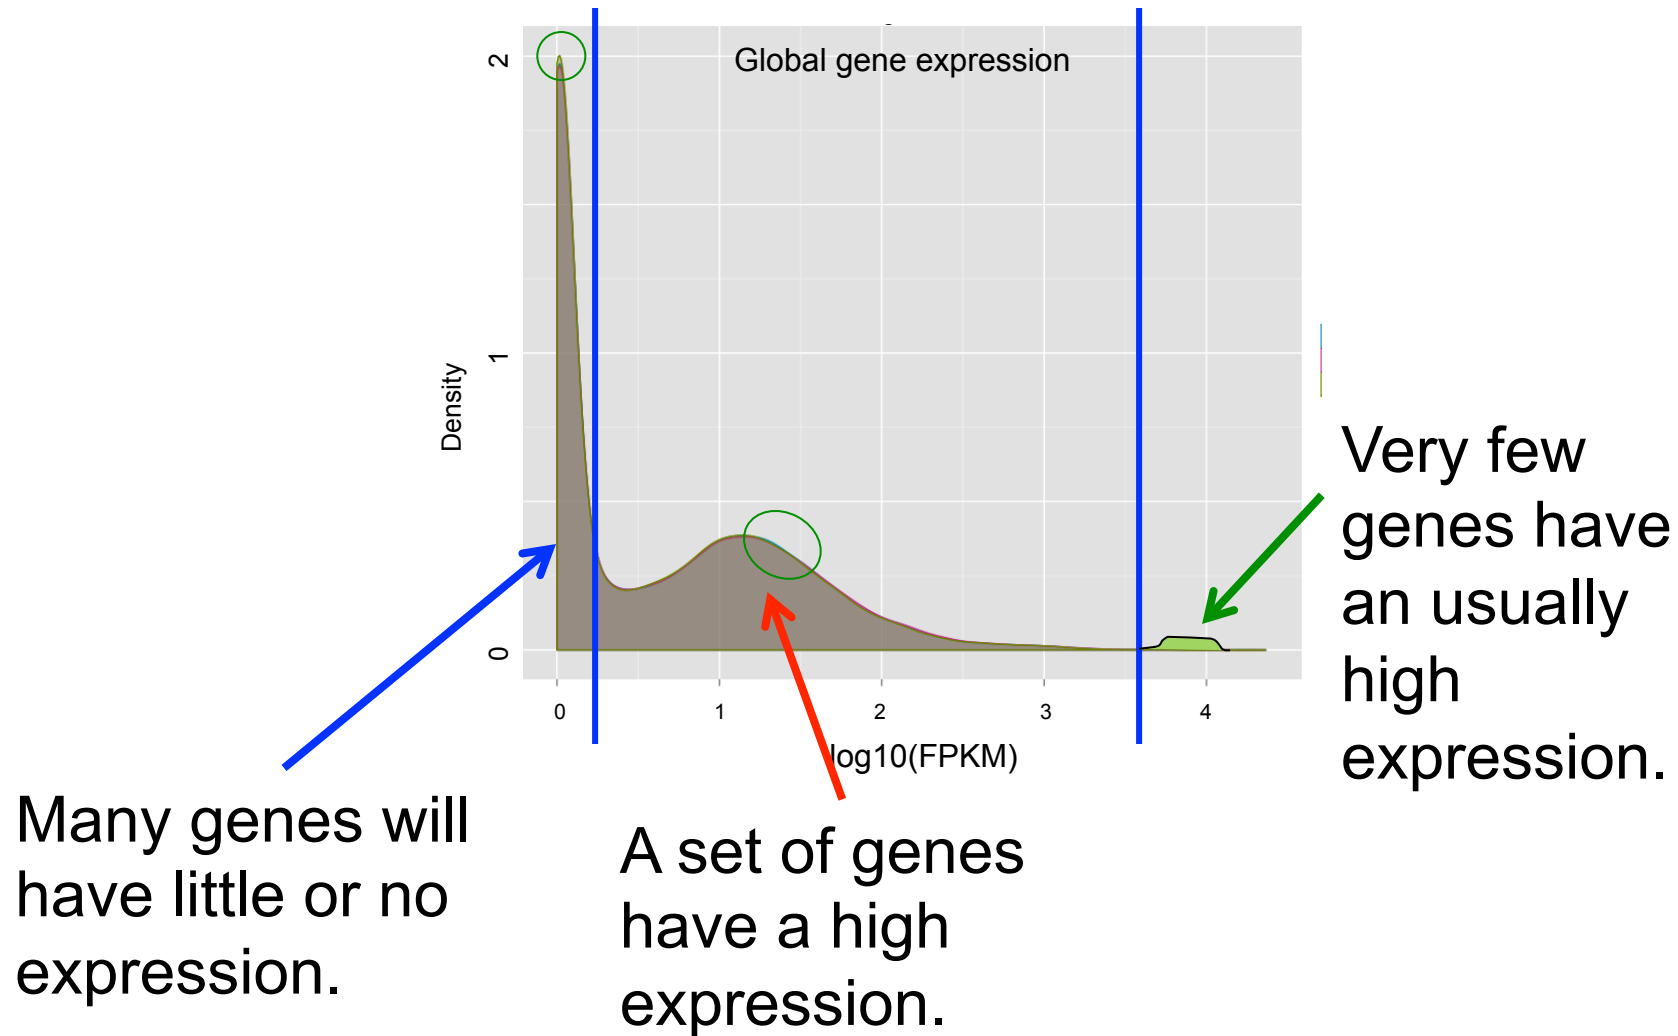 Global gene expression
2
1
0
Density
0 1 2 3 4
log10(FPKM)
Very few
genes have
an usually
high
expression.
Many genes will
have little or no
expression.
A set of genes
have a high
expression.